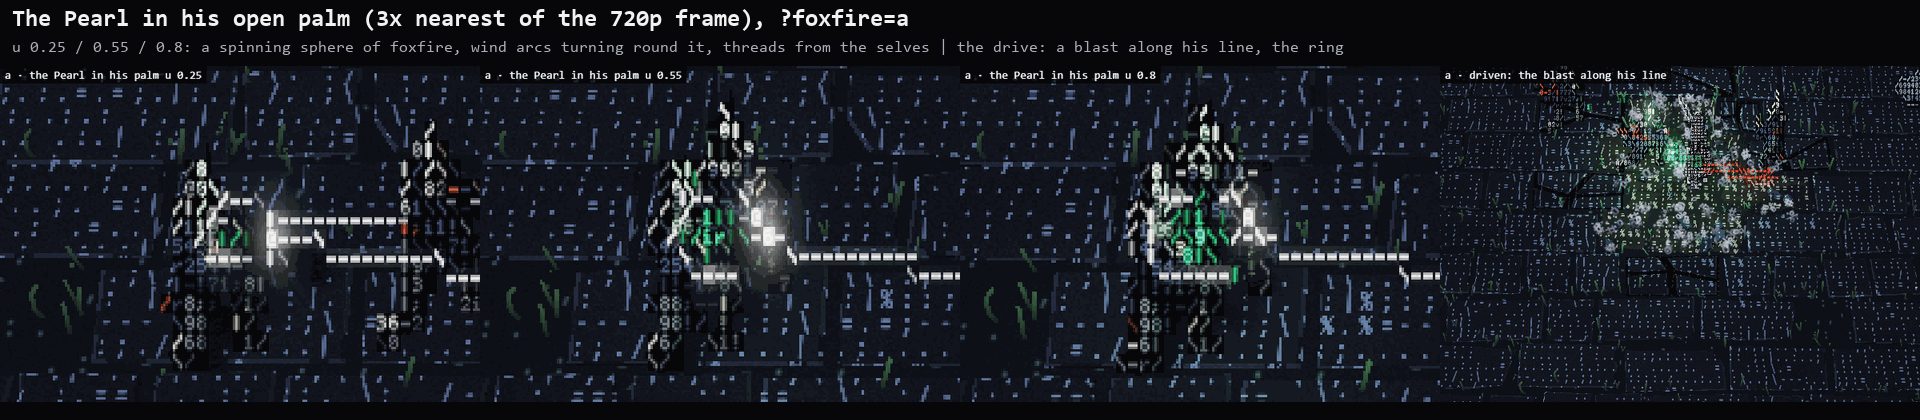 The Pearl in his open palm (3x nearest of the 720p frame), ?foxfire=a
u 0.25 / 0.55 / 0.8: a spinning sphere of foxfire, wind arcs turning round it, threads from the selves | the drive: a blast along his line, the ring
a · the Pearl in his palm u 0.25
a · the Pearl in his palm u 0.55
a · the Pearl in his palm u 0.8
a · driven: the blast along his line